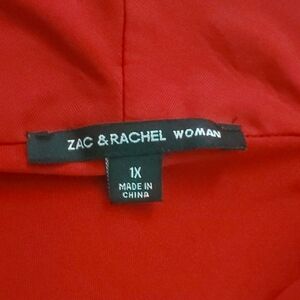 ZAC & RACHEL WOMAN
1X
MADE IN
CHINA